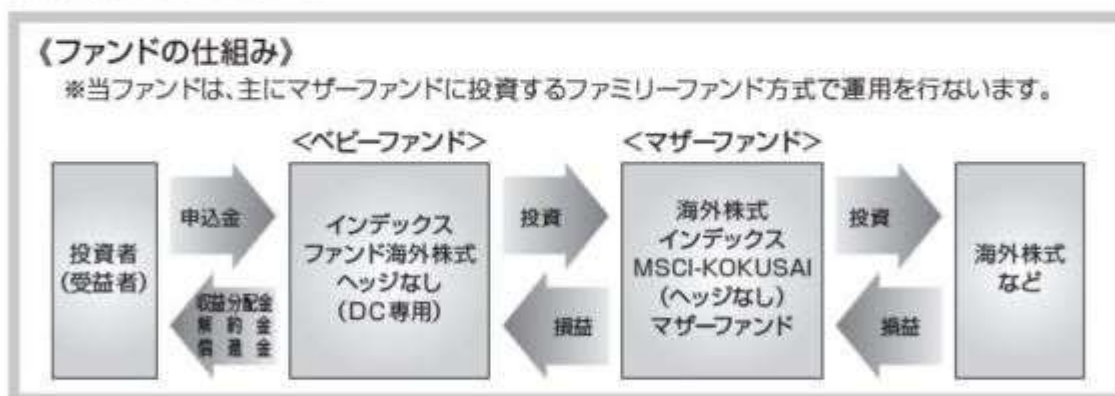 《ファンドの仕組み》
※当ファンドは、主にマザーファンドに投資するファミリーファンド方式で運用を行ないます。
<ベビーファンド>
<マザーファンド>
投資者
(受益者)
申込金
収益分配金
解約金
償還金
インデックス
ファンド海外株式
ヘッジなし
(DC専用)
投資
損益
海外株式
インデックス
MSCI-KOKUSAI
(ヘッジなし)
マザーファンド
投資
損益
海外株式
など